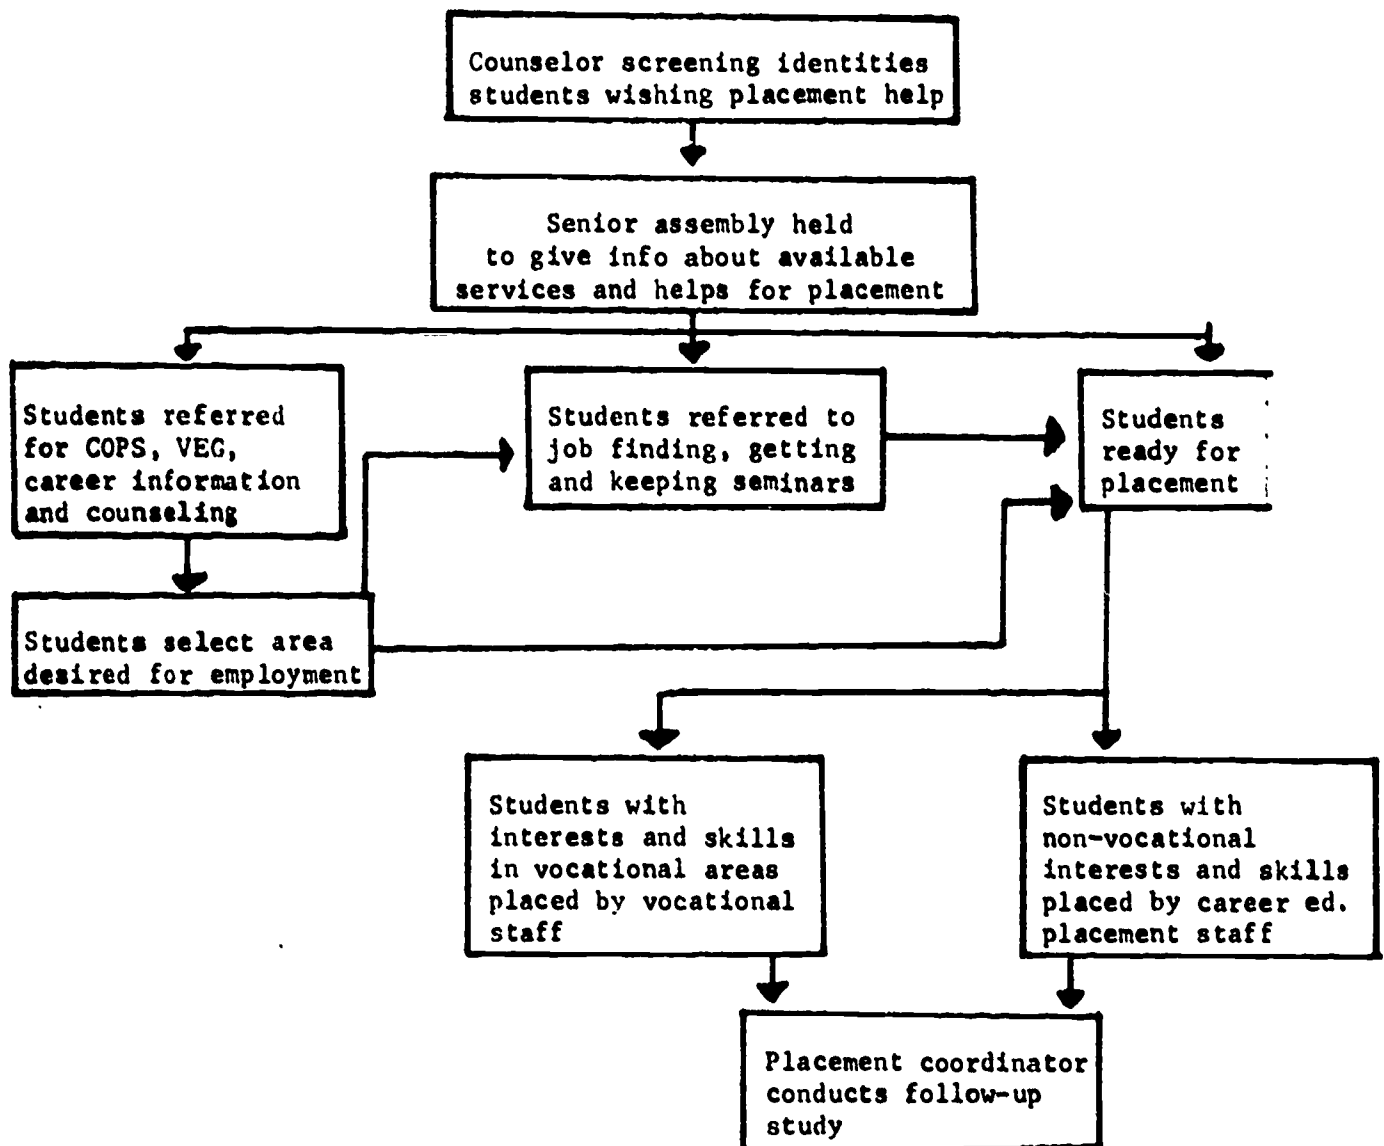 Counselor screening identities
students wishing placement help
Senior assembly held
to give info about available
services and helps for placement
Students referred
for COPS, VEG,
career information
and counseling
Students referred to
job finding, getting
and keeping seminars
Students
ready for
placement
Students select area
desired for employment
Students with
interests and skills
in vocational areas
placed by vocational
staff
Students with
non-vocational
interests and skills
placed by career ed.
placement staff
Placement coordinator
conducts follow-up
study